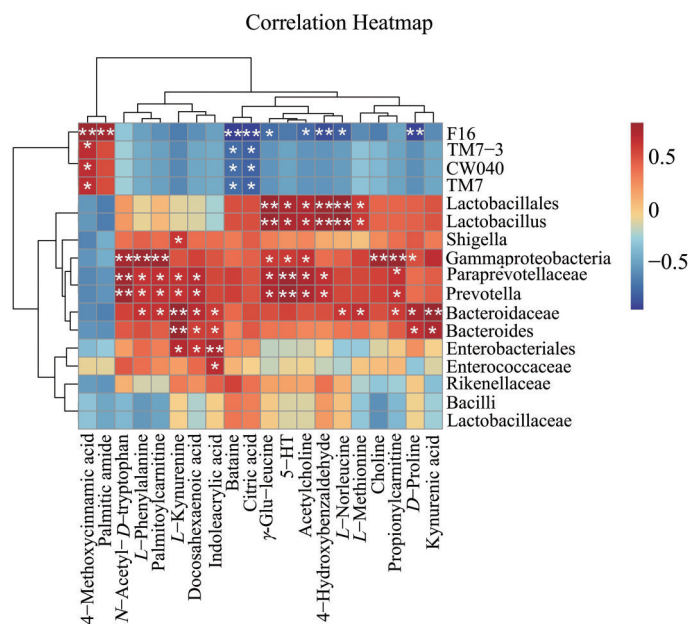 Correlation Heatmap
F16
TM7-3
CW040
TM7
Lactobacillales
Lactobacillus
Shigella
Gammaproteobacteria
Paraprevotellaceae
Prevotella
Bacteroidaceae
Bacteroides
Enterobacteriales
Enterococcaceae
Rikenellaceae
Bacilli
Lactobacillaceae
0.5
0
−0.5
4−Methoxycinnamic acid
Palmitic amide
N−Acetyl−D−tryptophan
L−Phenylalanine
Palmitoylcarnitine
L−Kynurenine
Docosahexaenoic acid
Indoleacrylic acid
Bataine
Citric acid
γ-Glu−leucine
5−HT
Acetylcholine
4−Hydroxybenzaldehyde
L−Norleucine
L−Methionine
Choline
Propionylcarnitine
D−Proline
Kynurenic acid